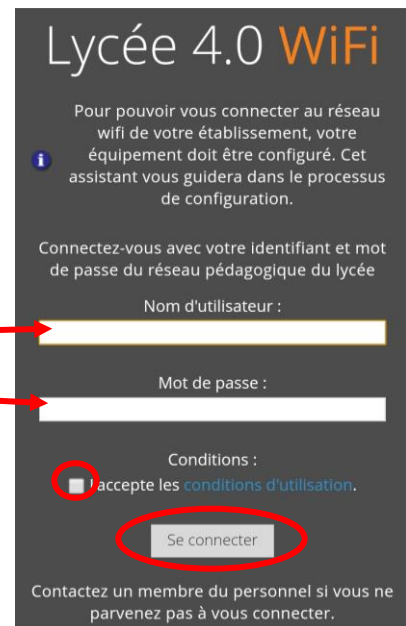 Lycée 4.0 WiFi
Pour pouvoir vous connecter au réseau
wifi de votre établissement, votre
équipement doit être configuré. Cet
assistant vous guidera dans le processus
de configuration.
Connectez-vous avec votre identifiant et mot
de passe du réseau pédagogique du lycée
Nom d'utilisateur :
Mot de passe :
Conditions :
J'accepte les conditions d'utilisation.
Se connecter
Contactez un membre du personnel si vous ne
parvenez pas à vous connecter.